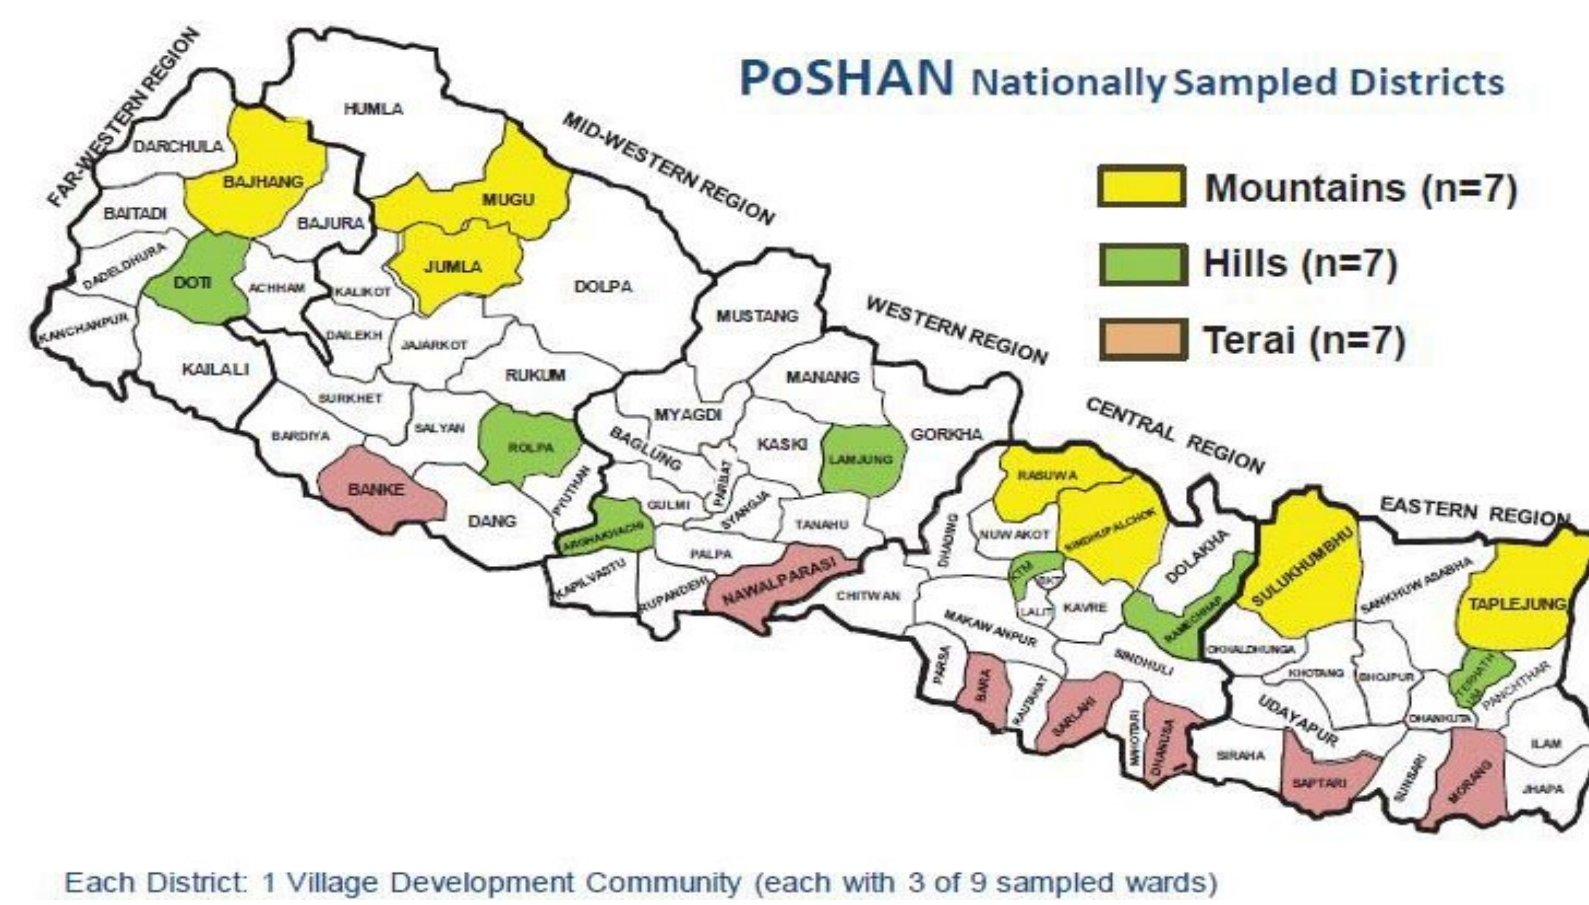 PoSHAN Nationally Sampled Districts
Mountains (n=7)
Hills (n=7)
Terai (n=7)
FAR-WESTERN REGION
MID-WESTERN REGION
WESTERN REGION
CENTRAL REGION
EASTERN REGION
HUMLA
DARCHULA
BAJHANG
MUGU
BAITADI
BAJURA
JUMLA
DADELDHURA
DOTI
ACHHAM
KALIKOT
DOLPA
KANCHANPUR
DAILEKH
JAJARKOT
MUSTANG
KAILALI
RUKUM
MANANG
SURKHET
SALYAN
MYAGDI
BARDIYA
ROLPA
BAGLUNG
KASKI
LAMJUNG
GORKHA
BANKE
DANG
PYUTHAN
GULMI
PARBAT
SYANGJA
TANAHU
ARGHAKHACHI
PALPA
KAPILVASTU
RUPANDEHI
NAWALPARASI
CHITWAN
RASUWA
DHADING
NUWAKOT
SINDHUPALCHOK
DOLAKHA
KTM
BKT
LALIT
KAVRE
RAMECHHAP
MAKAWANPUR
SINDHULI
PARSA
BARA
RAUTAHAT
SARLAHI
MAHOTTARI
DHANUSA
SULUKHUMBHU
SANKHUWASABHA
TAPLEJUNG
OKHALDHUNGA
KHOTANG
BHOJPUR
TERHATH
UM
PANCHTHAR
UDAYAPUR
DHANKUTA
SIRAHA
SAPTARI
SUNSARI
MORANG
ILAM
JHAPA
Each District: 1 Village Development Community (each with 3 of 9 sampled wards)